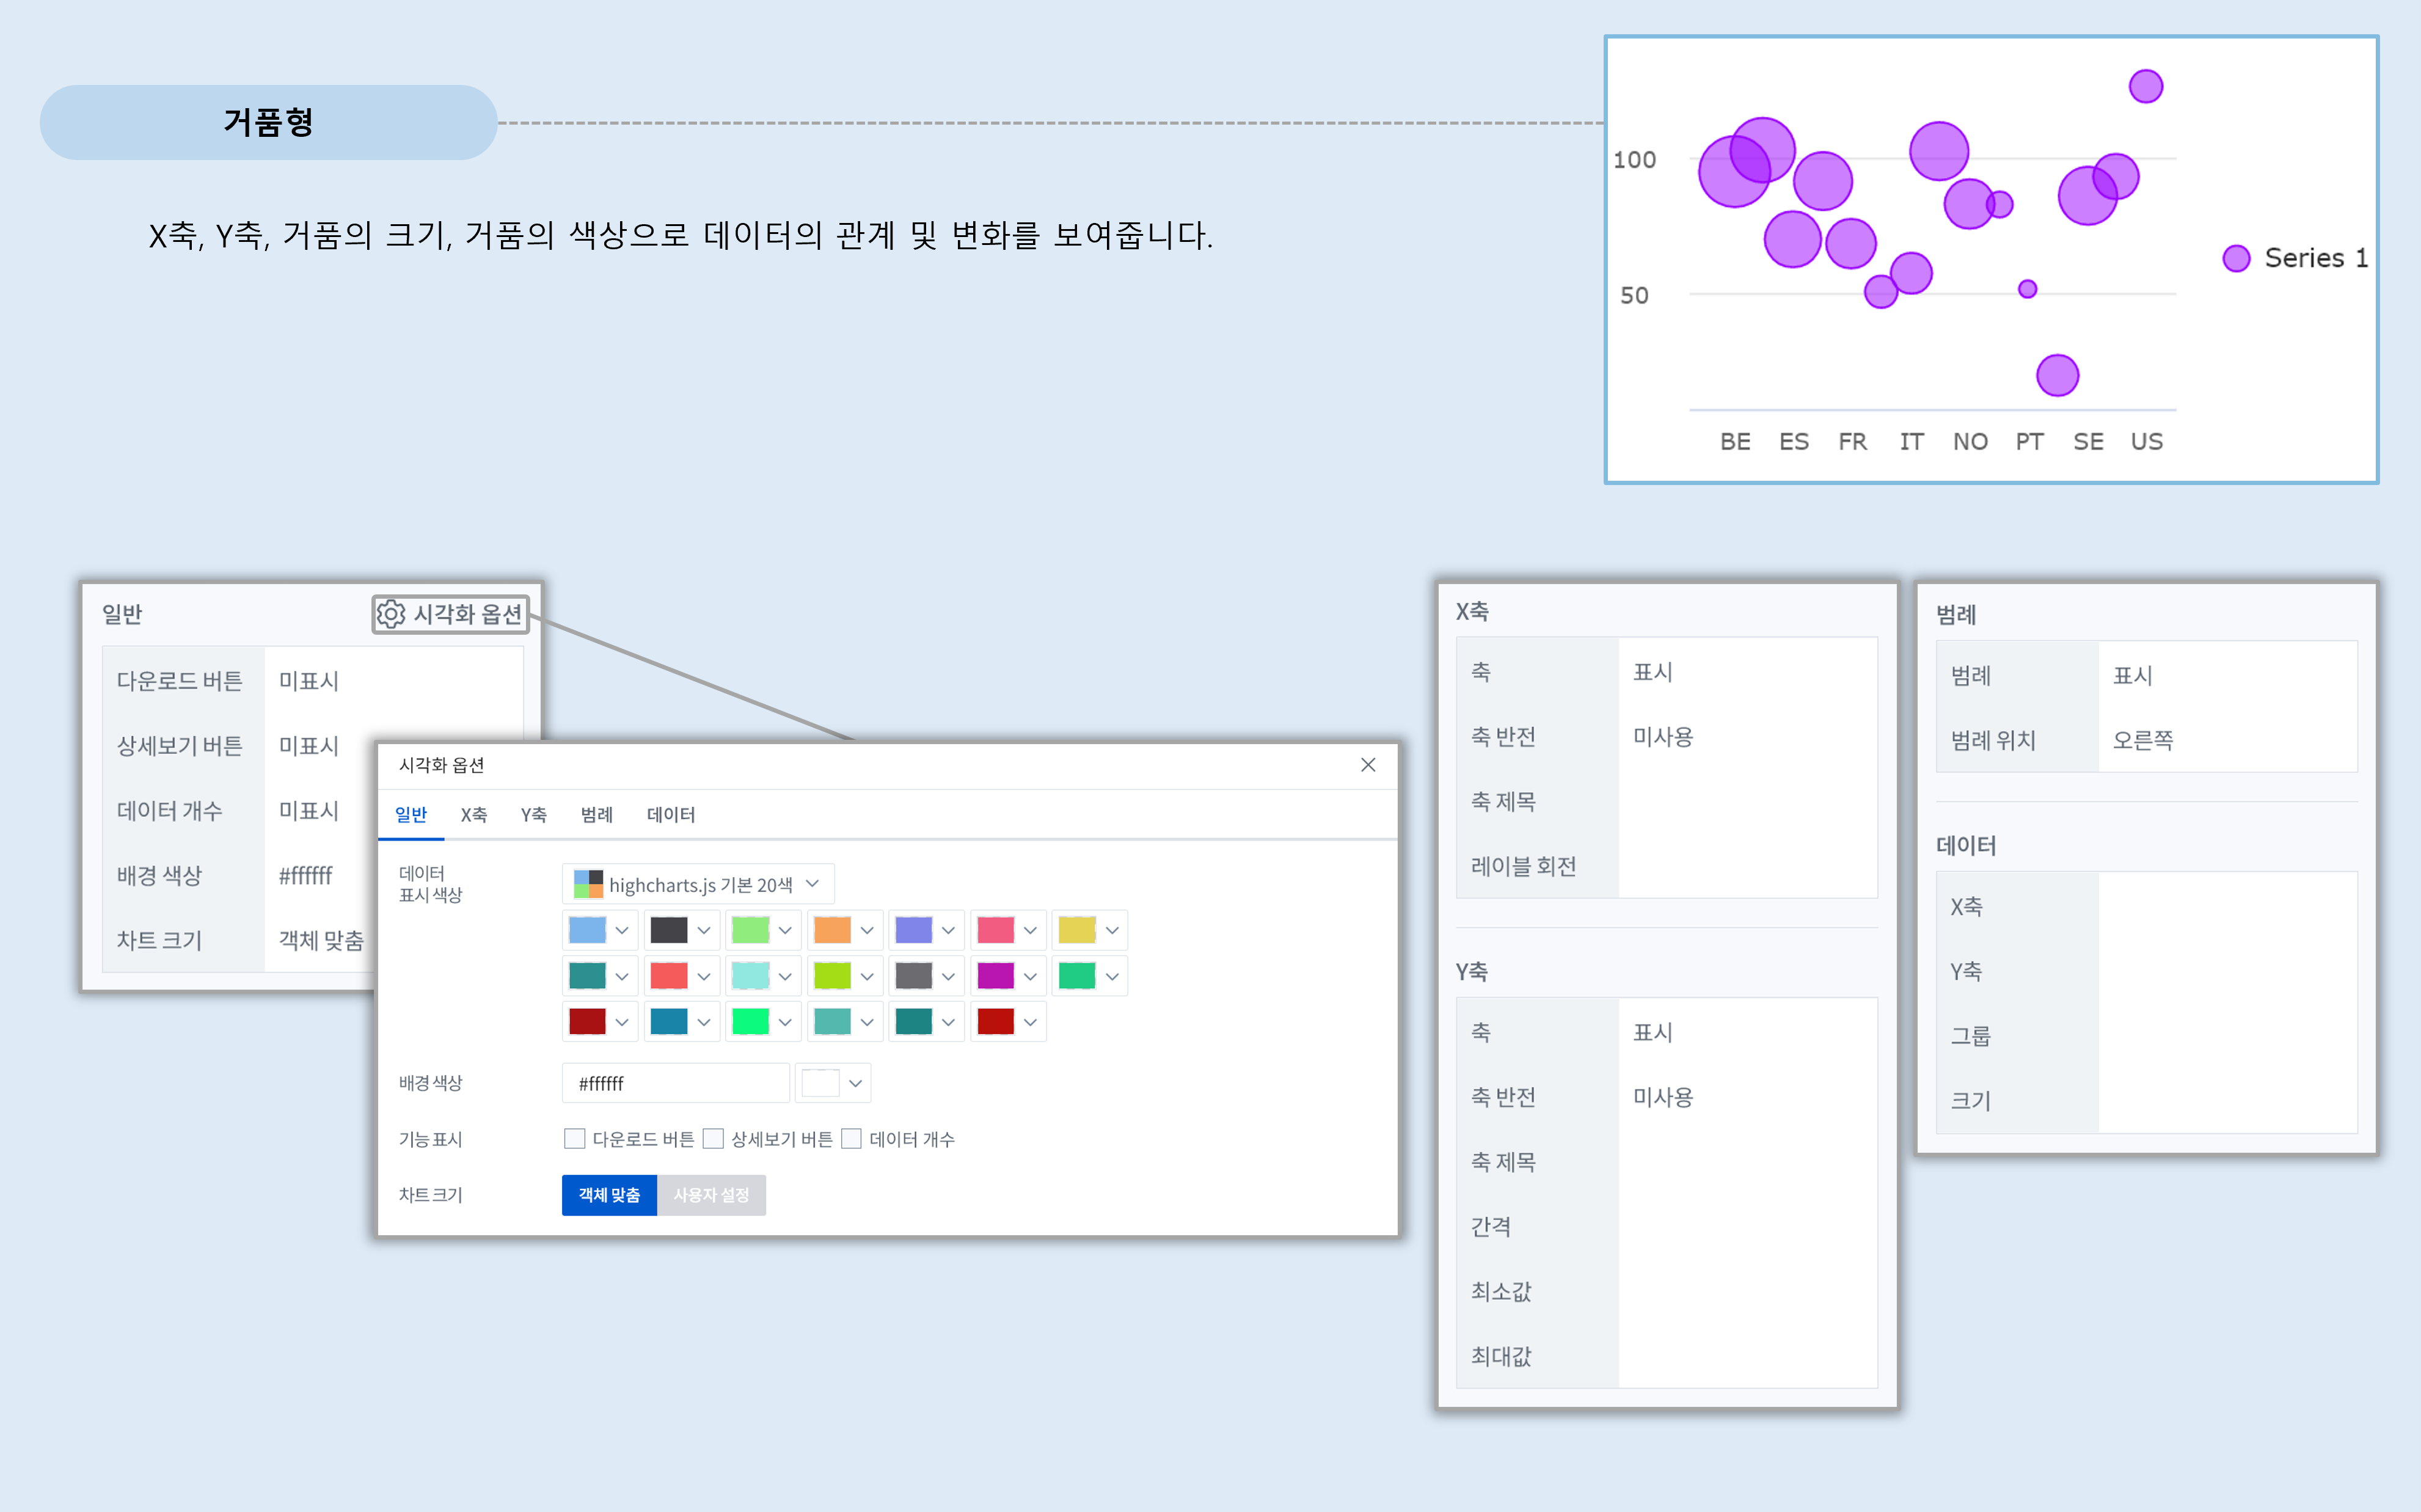 거품형
X축, Y축, 거품의 크기, 거품의 색상으로 데이터의 관계 및 변화를 보여줍니다.
100
50
BE ES FR IT NO PT SE US
Series 1
일반
시각화 옵션
다운로드 버튼 미표시
상세보기 버튼 미표시
데이터 개수 미표시
배경 색상 #ffffff
차트 크기 객체 맞춤
시각화 옵션
일반 X축 Y축 범례 데이터
데이터
표시 색상
highcharts.js 기본 20색
배경 색상 #ffffff
기능 표시 다운로드 버튼 상세보기 버튼 데이터 개수
차트 크기 객체 맞춤 사용자 설정
X축
축 표시
축 반전 미사용
축 제목
레이블 회전
Y축
축 표시
축 반전 미사용
축 제목
간격
최소값
최대값
범례
범례 표시
범례 위치 오른쪽
데이터
X축
Y축
그룹
크기